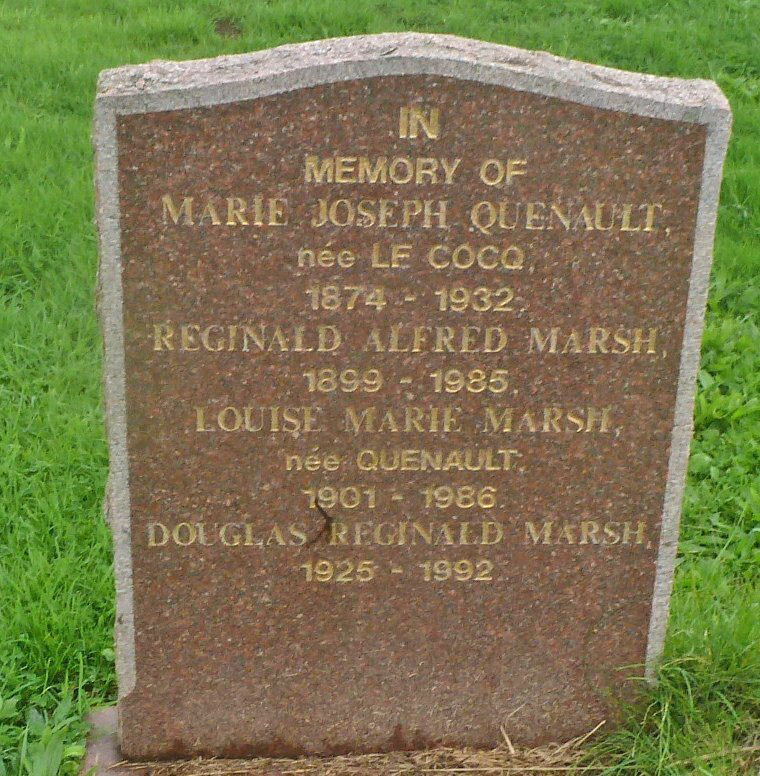 IN
MEMORY OF
MARIE JOSEPH QUENAULT,
née LE COCQ,
1874 - 1932.
REGINALD ALFRED MARSH,
1899 - 1985,
LOUISE MARIE MARSH,
née QUENAULT,
1901 - 1986.
DOUGLAS REGINALD MARSH,
1925 - 1992.